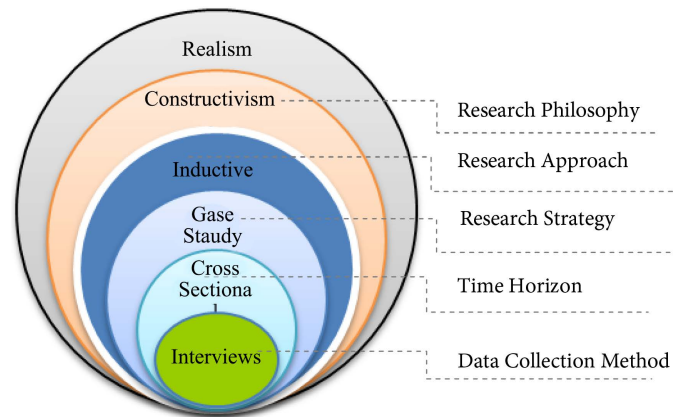 Realism
Constructivism
Research Philosophy
Research Approach
Inductive
Gase
Staudy
Research Strategy
Cross
Sectiona
l
Time Horizon
Interviews
Data Collection Method